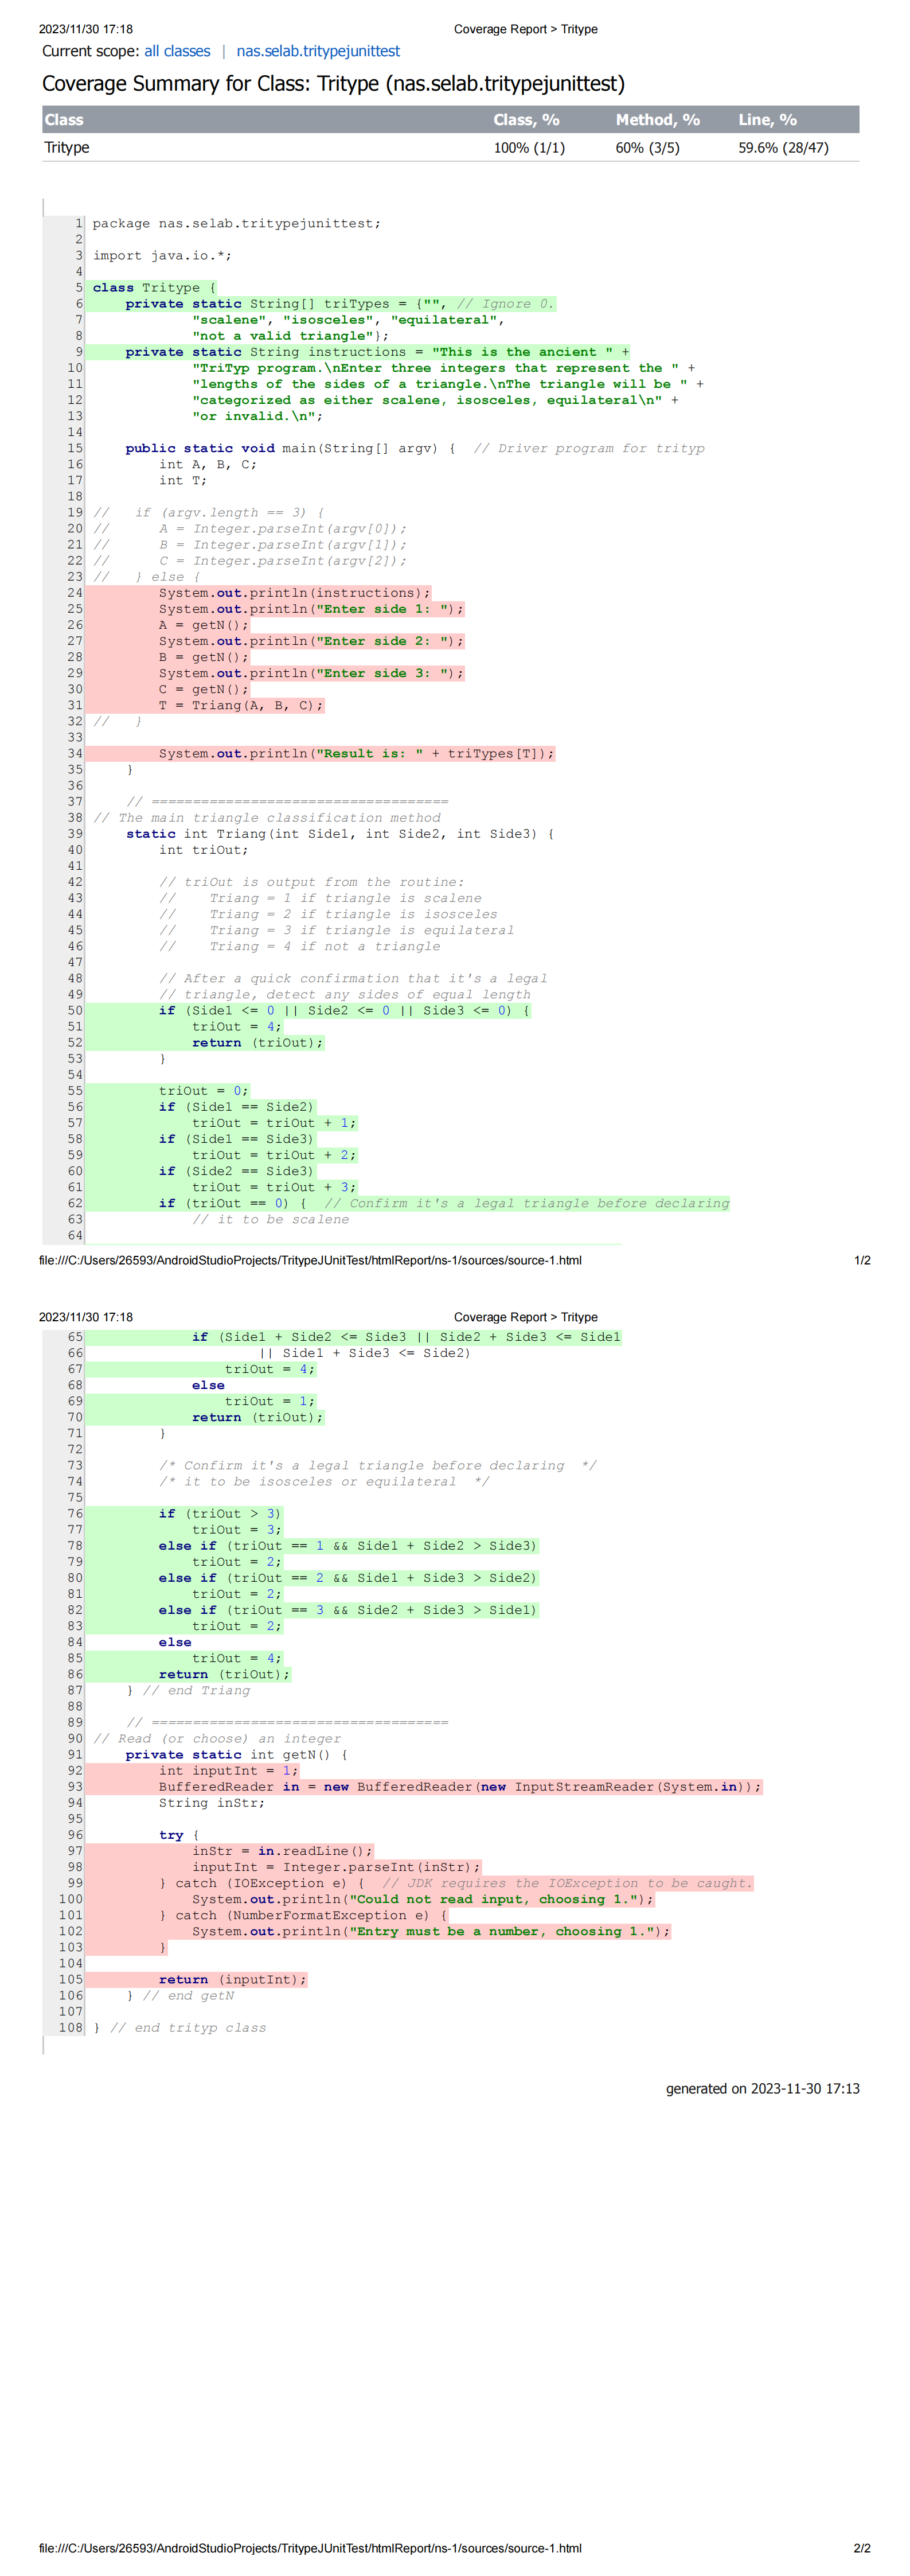 2023/11/30 17:18 Coverage Report > Tritype
Current scope: all classes | nas.selab.tritypejunittest
Coverage Summary for Class: Tritype (nas.selab.tritypejunittest)
Class Class, % Method, % Line, %
Tritype 100% (1/1) 60% (3/5) 59.6% (28/47)
1 package nas.selab.tritypejunittest;
2
3 import java.io.*;
4
5 class Tritype {
6     private static String[] triTypes = {"", // Ignore 0.
7             "scalene", "isosceles", "equilateral",
8             "not a valid triangle"};
9     private static String instructions = "This is the ancient " +
10             "TriTyp program.\nEnter three integers that represent the " +
11             "lengths of the sides of a triangle.\nThe triangle will be " +
12             "categorized as either scalene, isosceles, equilateral\n" +
13             "or invalid.\n";
14
15     public static void main(String[] argv) {  // Driver program for trityp
16         int A, B, C;
17         int T;
18
19 //   if (argv.length == 3) {
20 //      A = Integer.parseInt(argv[0]);
21 //      B = Integer.parseInt(argv[1]);
22 //      C = Integer.parseInt(argv[2]);
23 //   } else {
24         System.out.println(instructions);
25         System.out.println("Enter side 1: ");
26         A = getN();
27         System.out.println("Enter side 2: ");
28         B = getN();
29         System.out.println("Enter side 3: ");
30         C = getN();
31         T = Triang(A, B, C);
32 //   }
33
34         System.out.println("Result is: " + triTypes[T]);
35     }
36
37     // ====================================
38 // The main triangle classification method
39     static int Triang(int Side1, int Side2, int Side3) {
40         int triOut;
41
42         // triOut is output from the routine:
43         //    Triang = 1 if triangle is scalene
44         //    Triang = 2 if triangle is isosceles
45         //    Triang = 3 if triangle is equilateral
46         //    Triang = 4 if not a triangle
47
48         // After a quick confirmation that it's a legal
49         // triangle, detect any sides of equal length
50         if (Side1 <= 0 || Side2 <= 0 || Side3 <= 0) {
51             triOut = 4;
52             return (triOut);
53         }
54
55         triOut = 0;
56         if (Side1 == Side2)
57             triOut = triOut + 1;
58         if (Side1 == Side3)
59             triOut = triOut + 2;
60         if (Side2 == Side3)
61             triOut = triOut + 3;
62         if (triOut == 0) {  // Confirm it's a legal triangle before declaring
63             // it to be scalene
64
file:///C:/Users/26593/AndroidStudioProjects/TritypeJUnitTest/htmlReport/ns-1/sources/source-1.html 1/2
2023/11/30 17:18 Coverage Report > Tritype
65             if (Side1 + Side2 <= Side3 || Side2 + Side3 <= Side1
66                     || Side1 + Side3 <= Side2)
67                 triOut = 4;
68             else
69                 triOut = 1;
70             return (triOut);
71         }
72
73         /* Confirm it's a legal triangle before declaring  */
74         /* it to be isosceles or equilateral  */
75
76         if (triOut > 3)
77             triOut = 3;
78         else if (triOut == 1 && Side1 + Side2 > Side3)
79             triOut = 2;
80         else if (triOut == 2 && Side1 + Side3 > Side2)
81             triOut = 2;
82         else if (triOut == 3 && Side2 + Side3 > Side1)
83             triOut = 2;
84         else
85             triOut = 4;
86         return (triOut);
87     } // end Triang
88
89     // ====================================
90 // Read (or choose) an integer
91     private static int getN() {
92         int inputInt = 1;
93         BufferedReader in = new BufferedReader(new InputStreamReader(System.in));
94         String inStr;
95
96         try {
97             inStr = in.readLine();
98             inputInt = Integer.parseInt(inStr);
99         } catch (IOException e) {  // JDK requires the IOException to be caught.
100             System.out.println("Could not read input, choosing 1.");
101         } catch (NumberFormatException e) {
102             System.out.println("Entry must be a number, choosing 1.");
103         }
104
105         return (inputInt);
106     } // end getN
107
108 } // end trityp class
generated on 2023-11-30 17:13
file:///C:/Users/26593/AndroidStudioProjects/TritypeJUnitTest/htmlReport/ns-1/sources/source-1.html 2/2